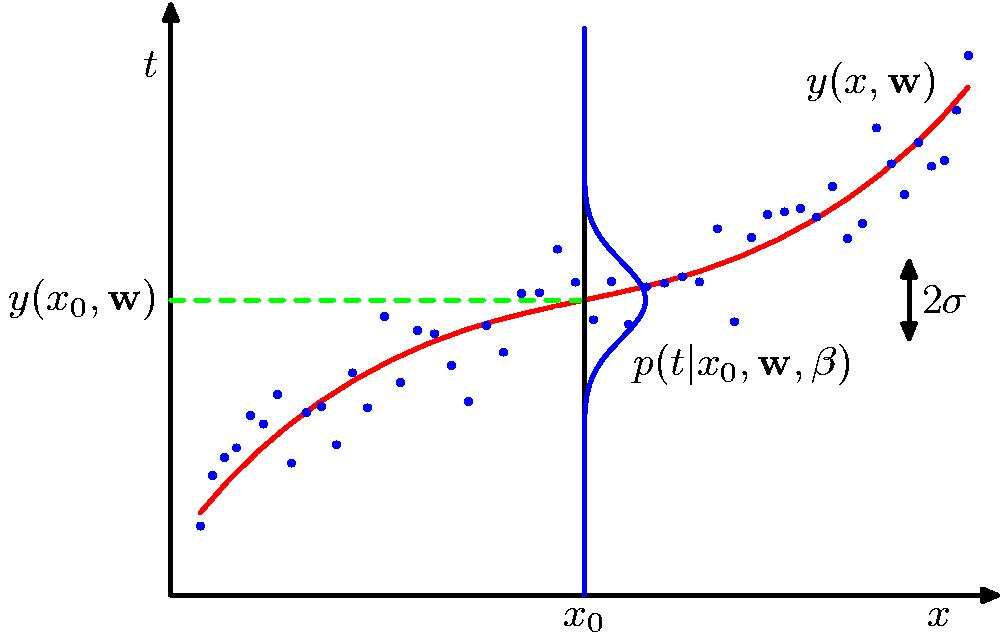 t
y(x, w)
y(x₀, w)
2σ
p(t|x₀, w, β)
x₀
x